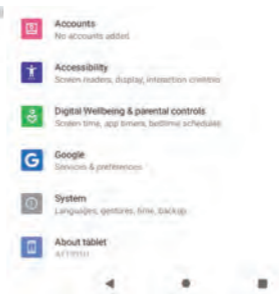 Accounts
No accounts added
Accessibility
Screen readers, display, interaction controls
Digital Wellbeing & parental controls
Screen time, app timers, bedtime schedules
Google
Services & preferences
System
Languages, gestures, time, backup
About tablet